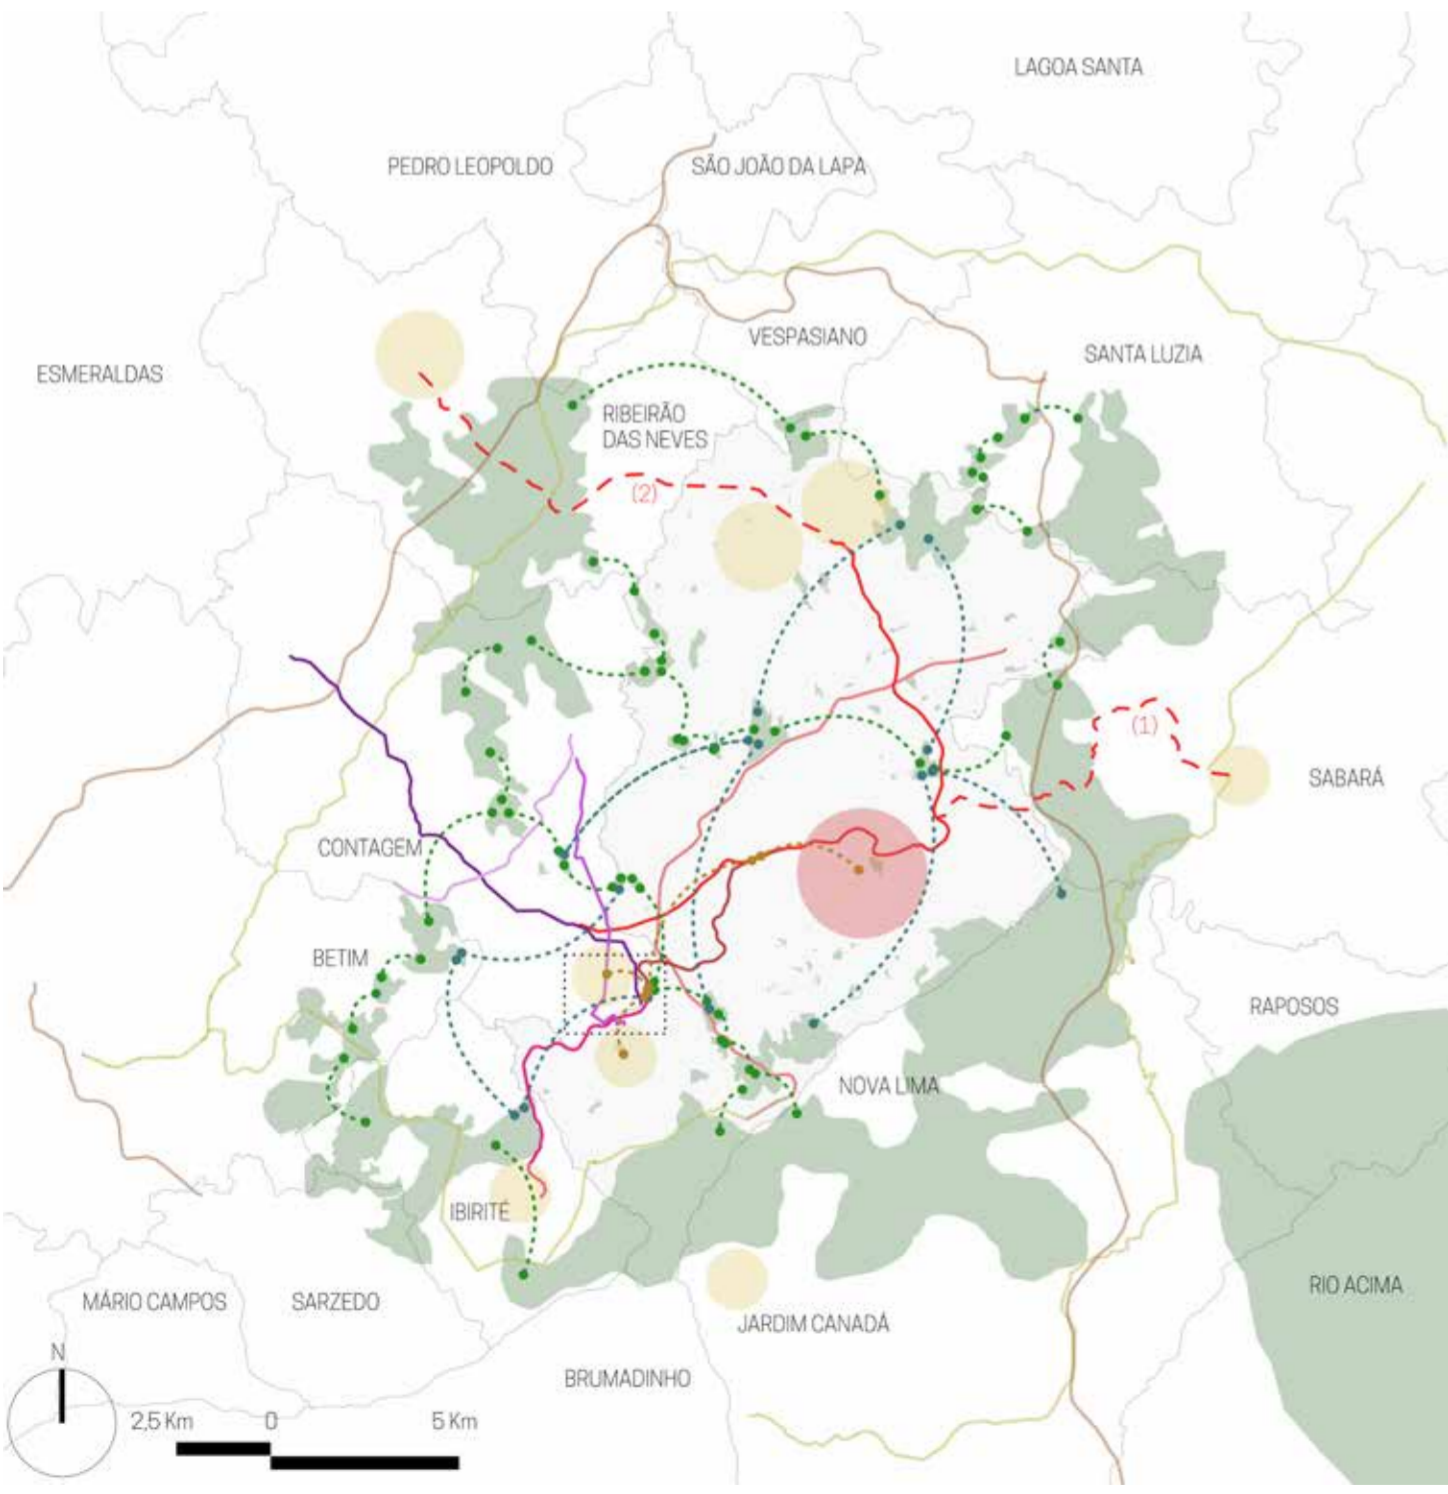 LAGOA SANTA
PEDRO LEOPOLDO
SÃO JOÃO DA LAPA
VESPASIANO
SANTA LUZIA
ESMERALDAS
RIBEIRÃO
DAS NEVES
(2)
(1)
SABARÁ
CONTAGEM
BETIM
RAPOSOS
NOVA LIMA
IBIRITÉ
RIO ACIMA
MÁRIO CAMPOS
SARZEDO
JARDIM CANADÁ
BRUMADINHO
N
2,5 Km 0 5 Km